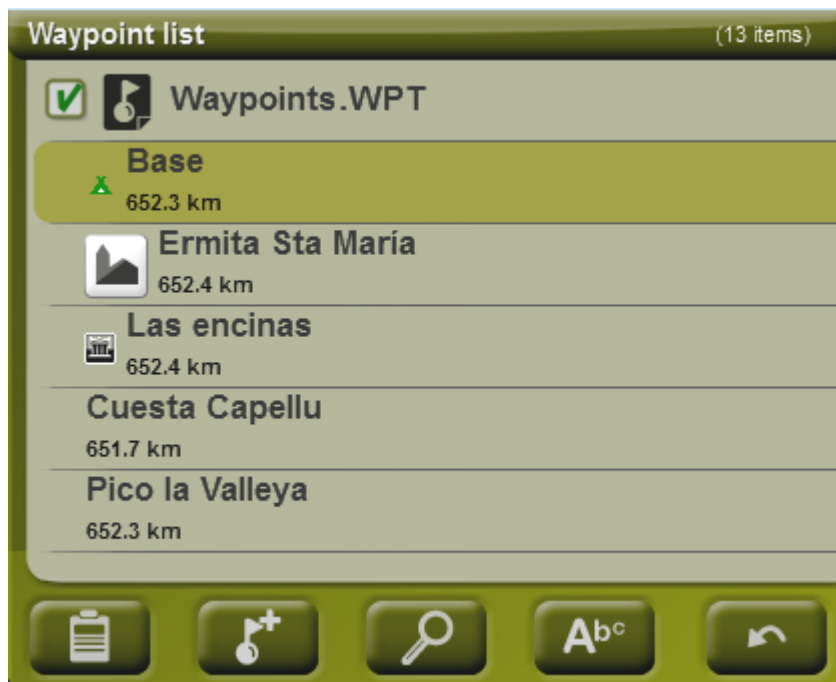 Waypoint list
(13 items)
Waypoints.WPT
Base
652.3 km
Ermita Sta María
652.4 km
Las encinas
652.4 km
Cuesta Capellu
651.7 km
Pico la Valleya
652.3 km
Abc